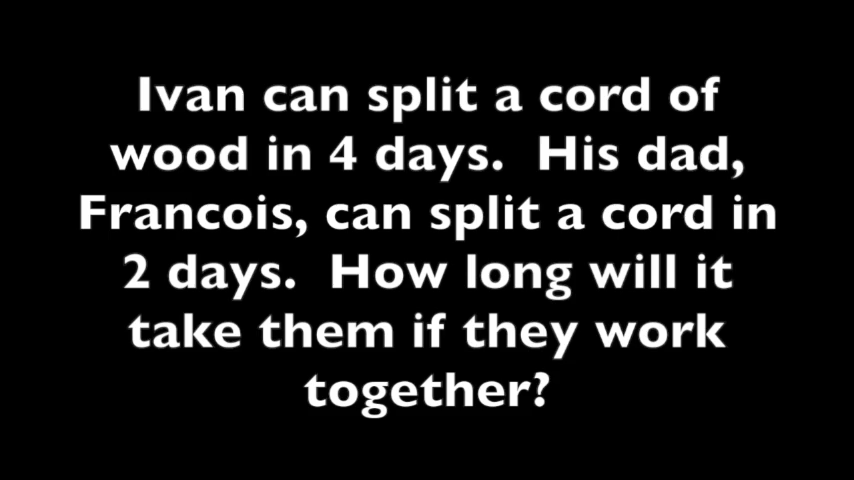 Ivan can split a cord of
wood in 4 days.  His dad,
Francois, can split a cord in
2 days.  How long will it
take them if they work
together?